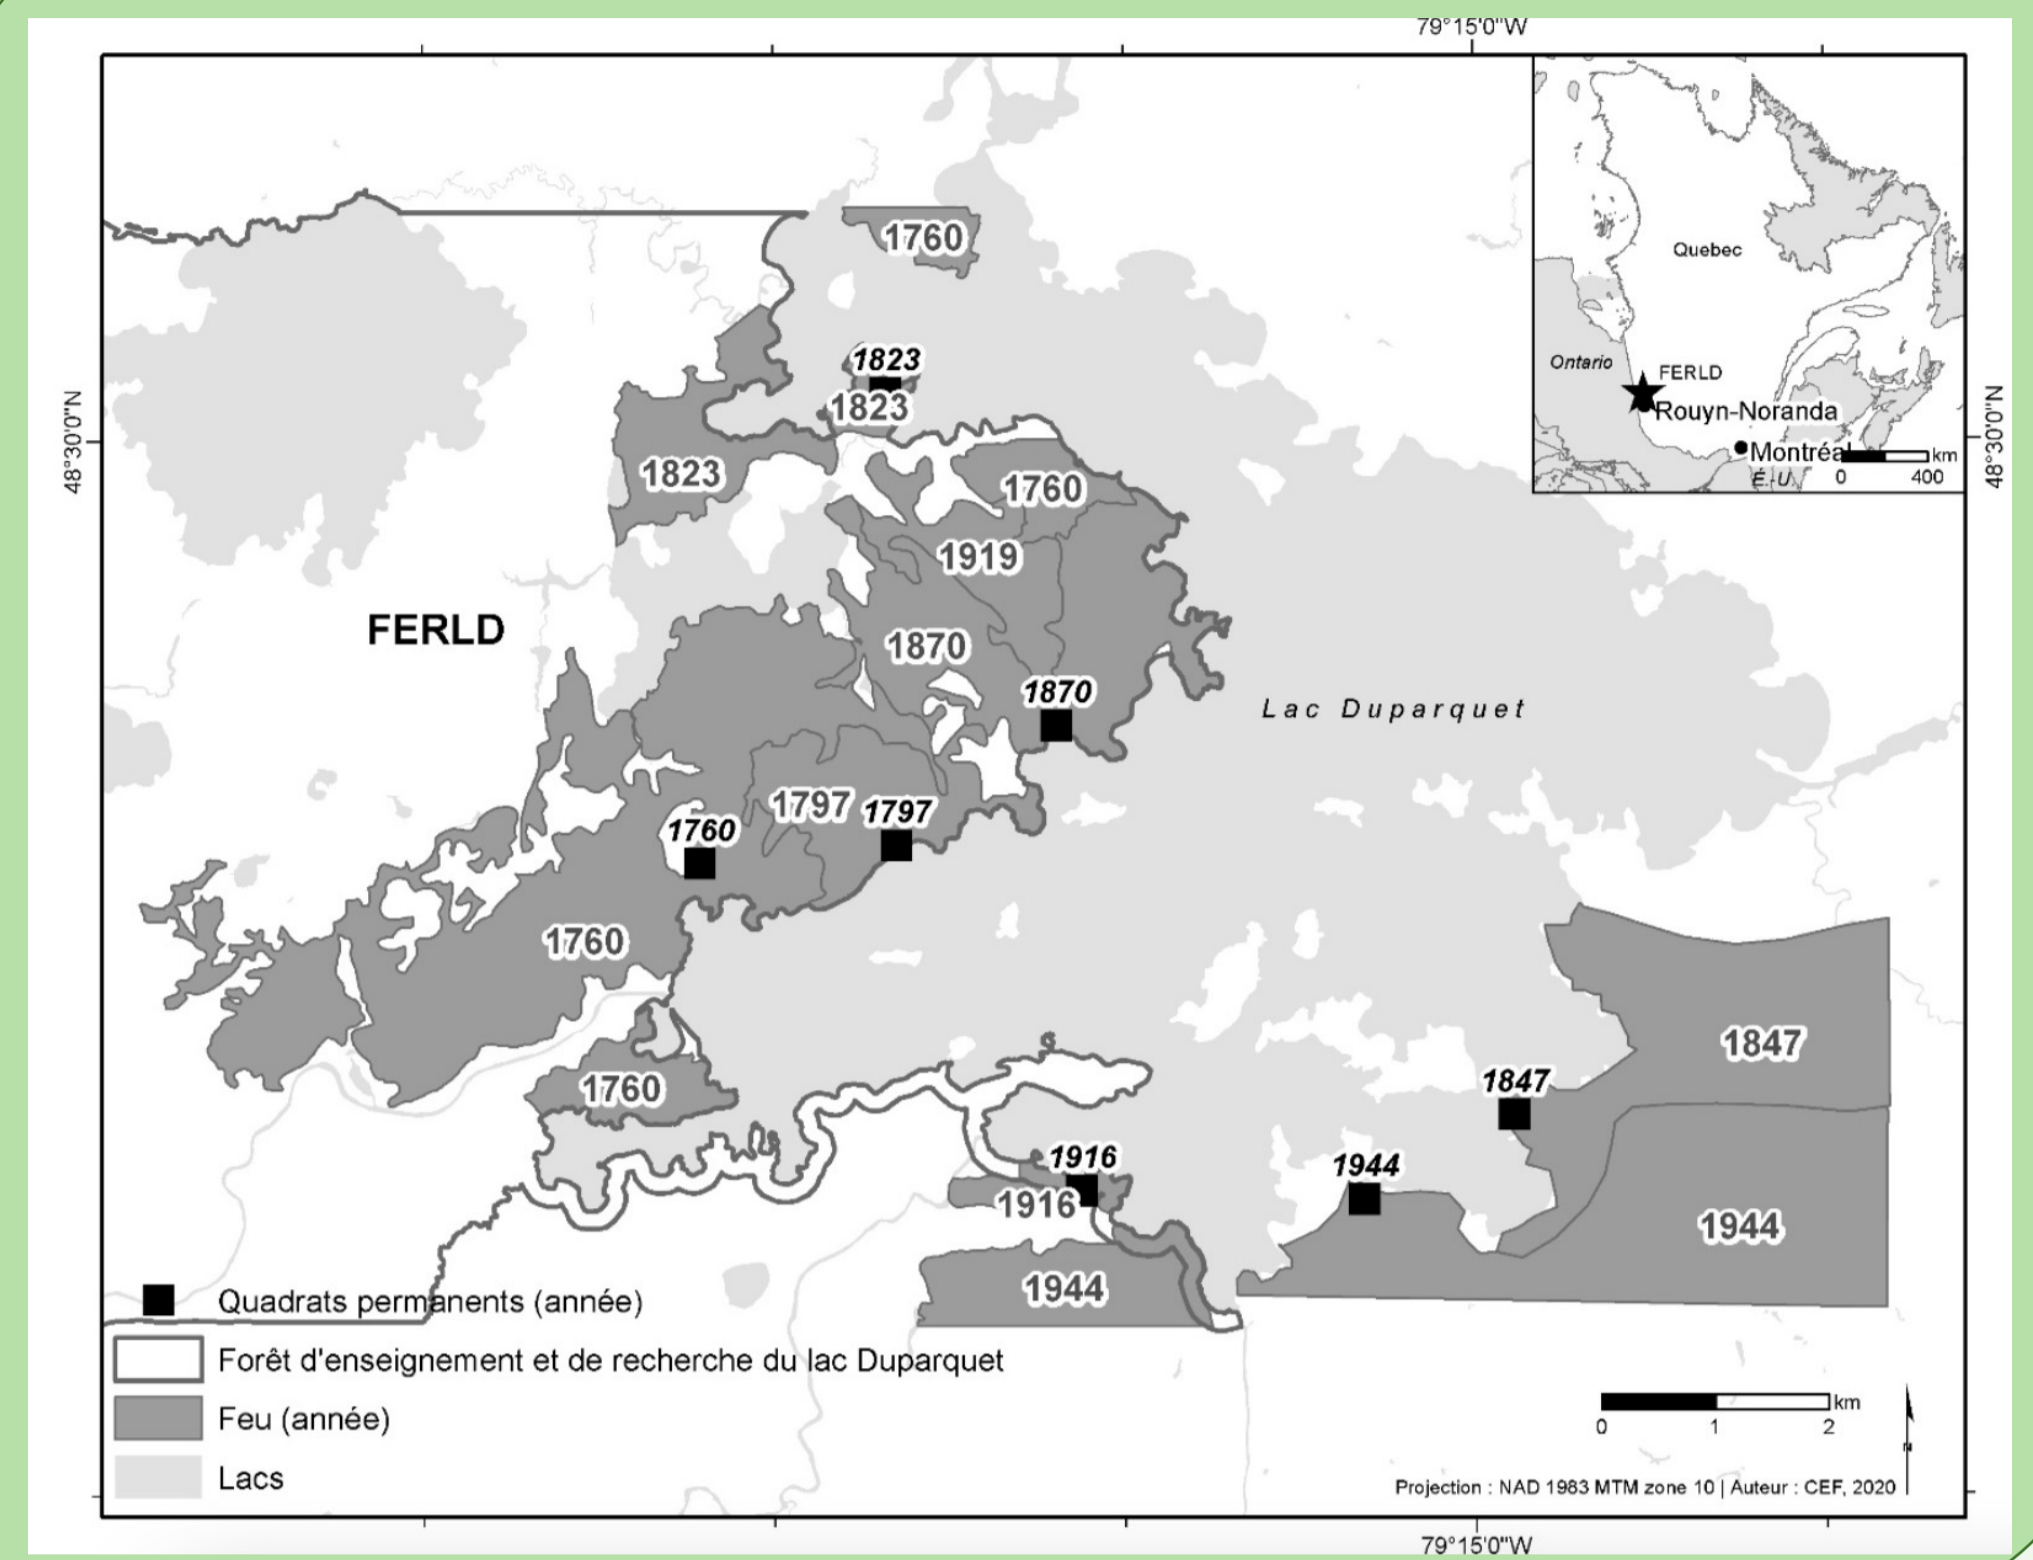 79°15'0"W
Quebec
Ontario
FERLD
Rouyn-Noranda
Montréal
É.-U.
km
0 400
48°30'0"N
48°30'0"N
1760
1823
1823
1823
1760
1919
FERLD
1870
1870
Lac Duparquet
1797
1797
1760
1760
1847
1760
1847
1916
1944
1916
1944
1944
Quadrats permanents (année)
Forêt d'enseignement et de recherche du lac Duparquet
Feu (année)
Lacs
km
0 1 2
N
Projection : NAD 1983 MTM zone 10 | Auteur : CEF, 2020
79°15'0"W